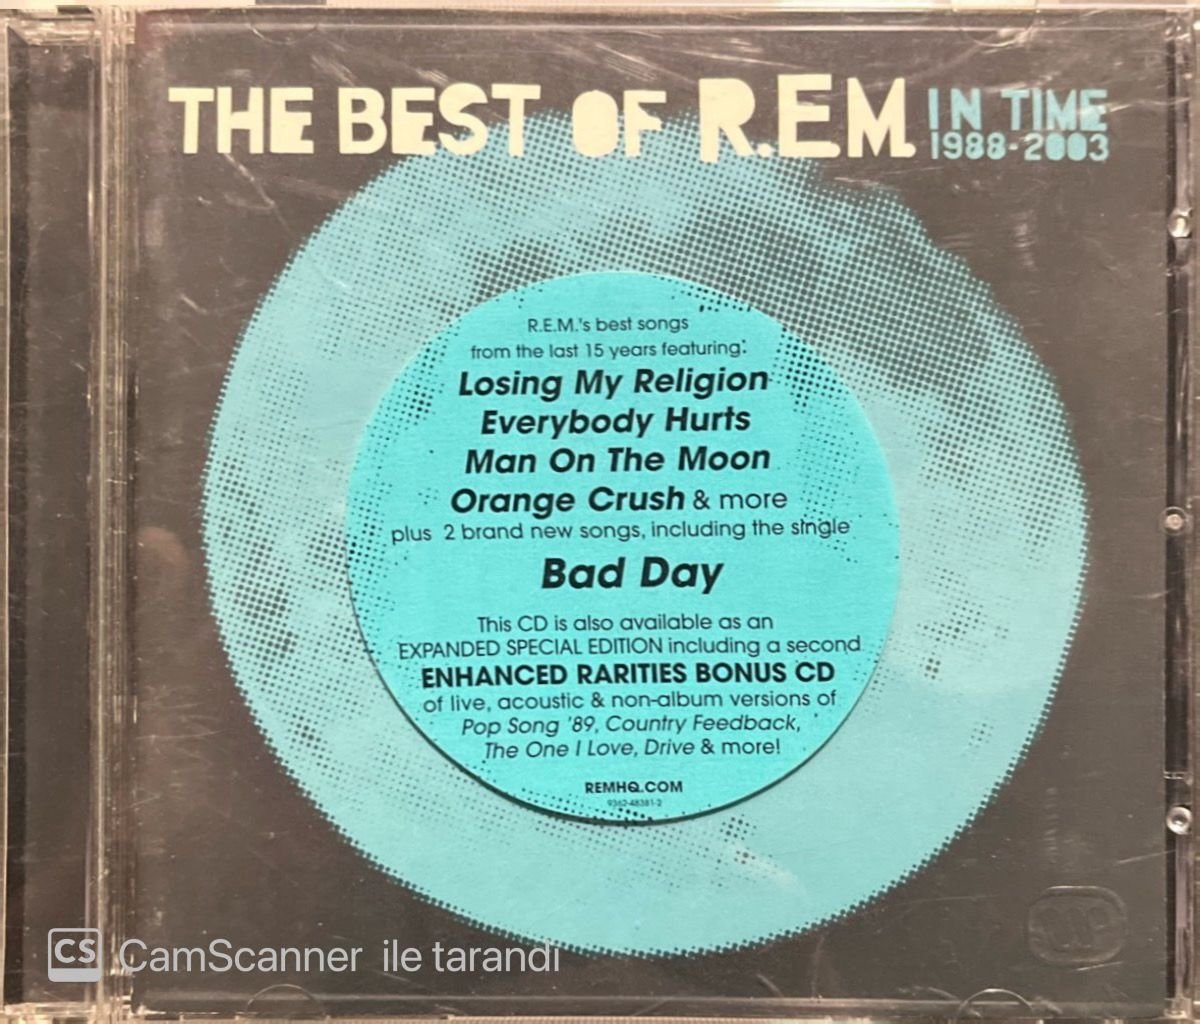 THE BEST OF R.E.M. IN TIME
1988-2003
R.E.M.'s best songs
from the last 15 years featuring:
Losing My Religion
Everybody Hurts
Man On The Moon
Orange Crush & more
plus 2 brand new songs, including the single
Bad Day
This CD is also available as an
EXPANDED SPECIAL EDITION including a second
ENHANCED RARITIES BONUS CD
of live, acoustic & non-album versions of
Pop Song '89, Country Feedback,
The One I Love, Drive & more!
REMHQ.COM
9362-48381-2
CS CamScanner ile tarandı